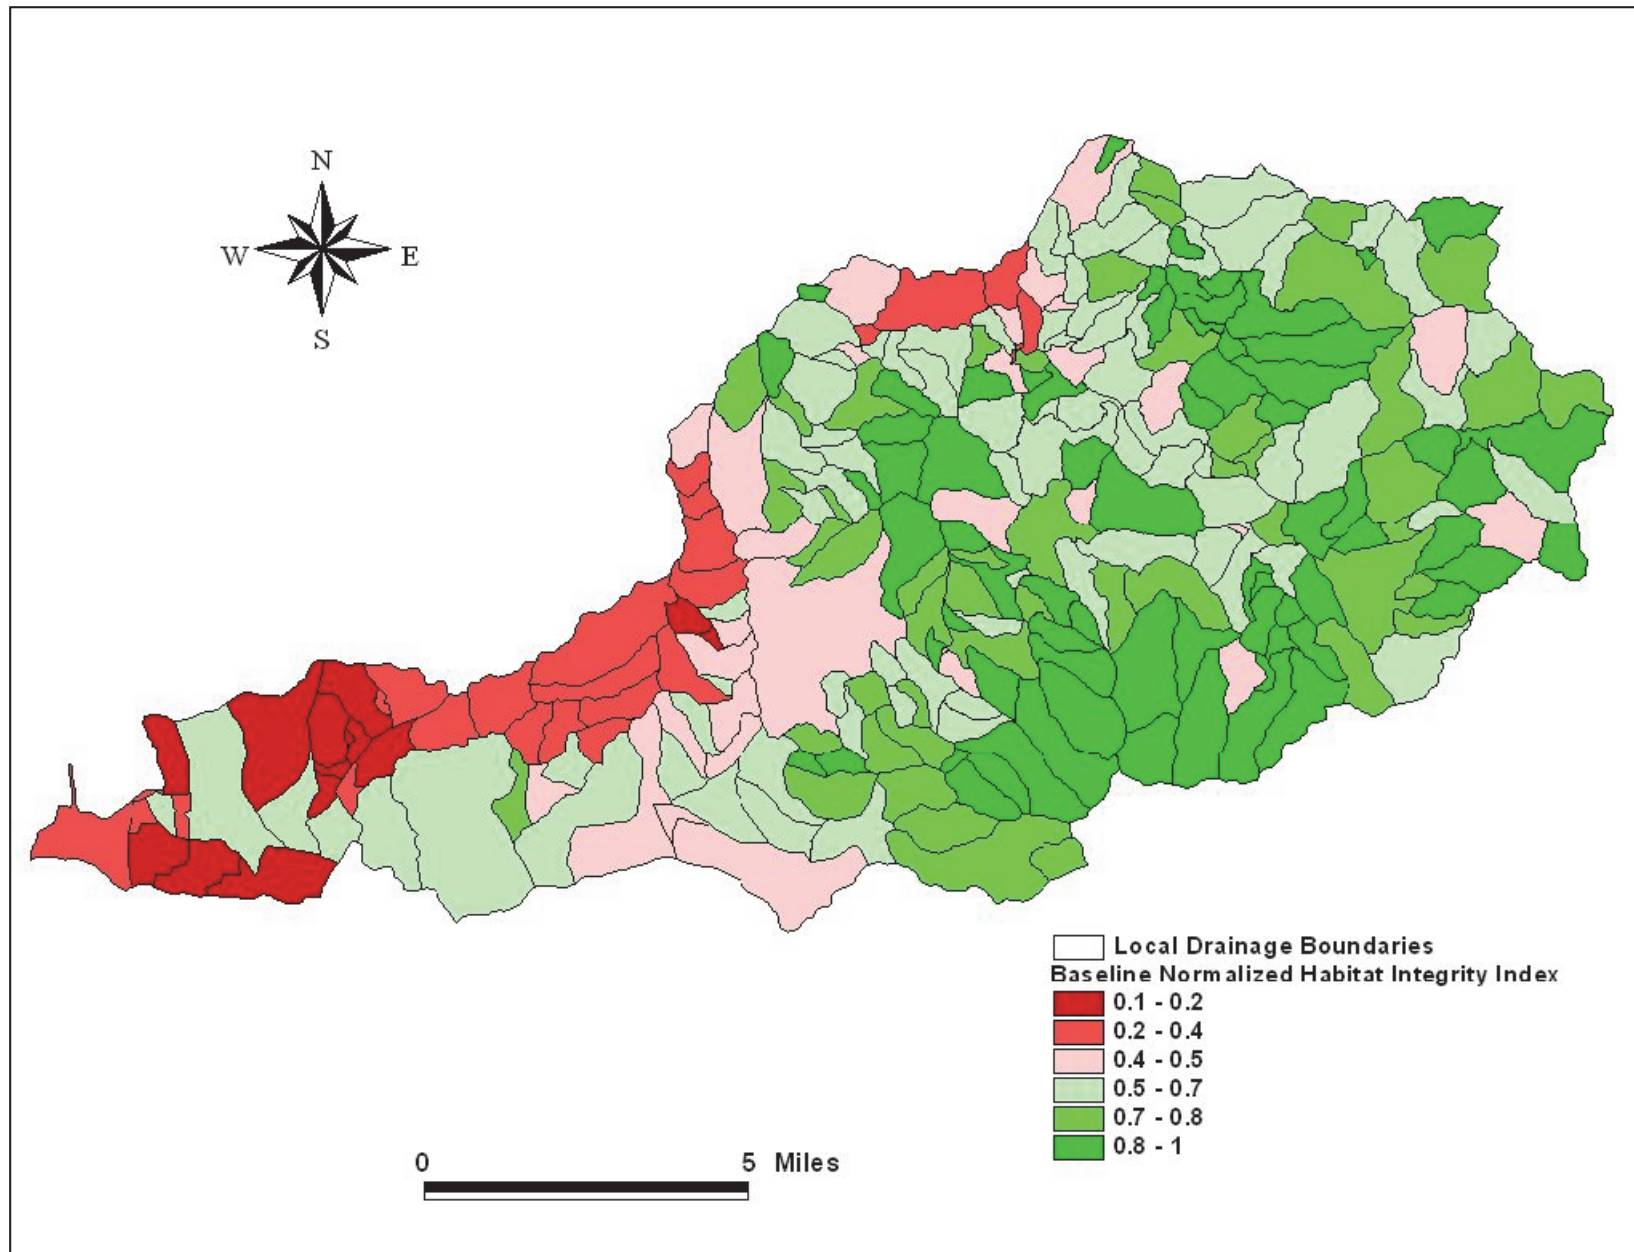 N
W E
S
Local Drainage Boundaries
Baseline Normalized Habitat Integrity Index
0.1 - 0.2
0.2 - 0.4
0.4 - 0.5
0.5 - 0.7
0.7 - 0.8
0.8 - 1
0 5 Miles